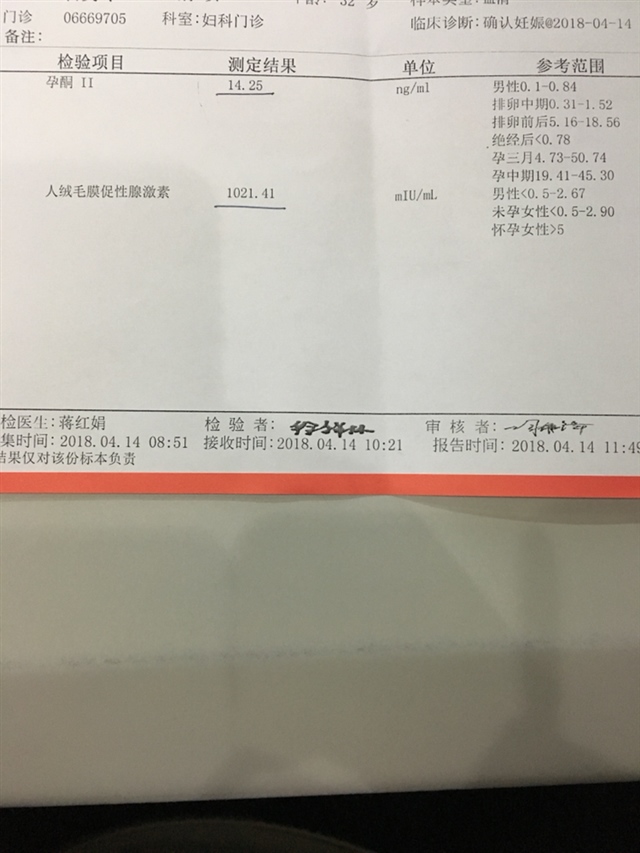 32 岁
门诊 06669705 科室:妇科门诊 临床诊断:确认妊娠@2018-04-14
备注:
检验项目 测定结果 单位 参考范围
孕酮 II 14.25 ng/ml 男性0.1-0.84
排卵中期0.31-1.52
排卵前后5.16-18.56
绝经后<0.78
孕三月4.73-50.74
孕中期19.41-45.30
人绒毛膜促性腺激素 1021.41 mIU/mL 男性<0.5-2.67
未孕女性<0.5-2.90
怀孕女性>5
检医生:蒋红娟 检 验 者: 审 核 者:
集时间:2018.04.14 08:51 接收时间:2018.04.14 10:21 报告时间:2018.04.14 11:49
结果仅对该份标本负责